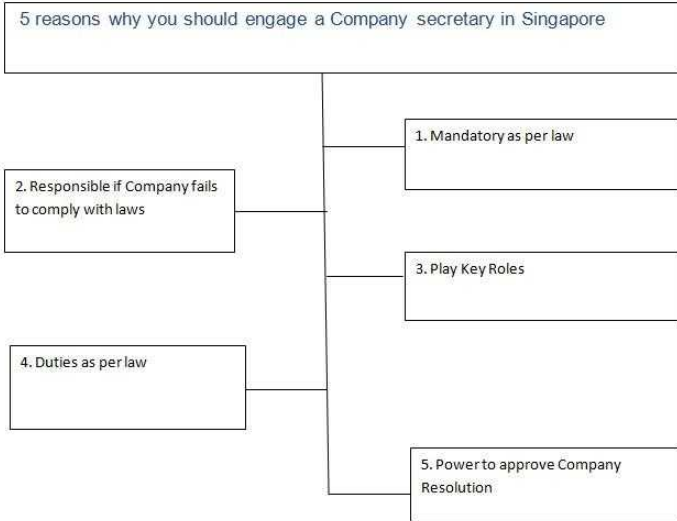 5 reasons why you should engage a Company secretary in Singapore
1. Mandatory as per law
2. Responsible if Company fails
to comply with laws
3. Play Key Roles
4. Duties as per law
5. Power to approve Company
Resolution